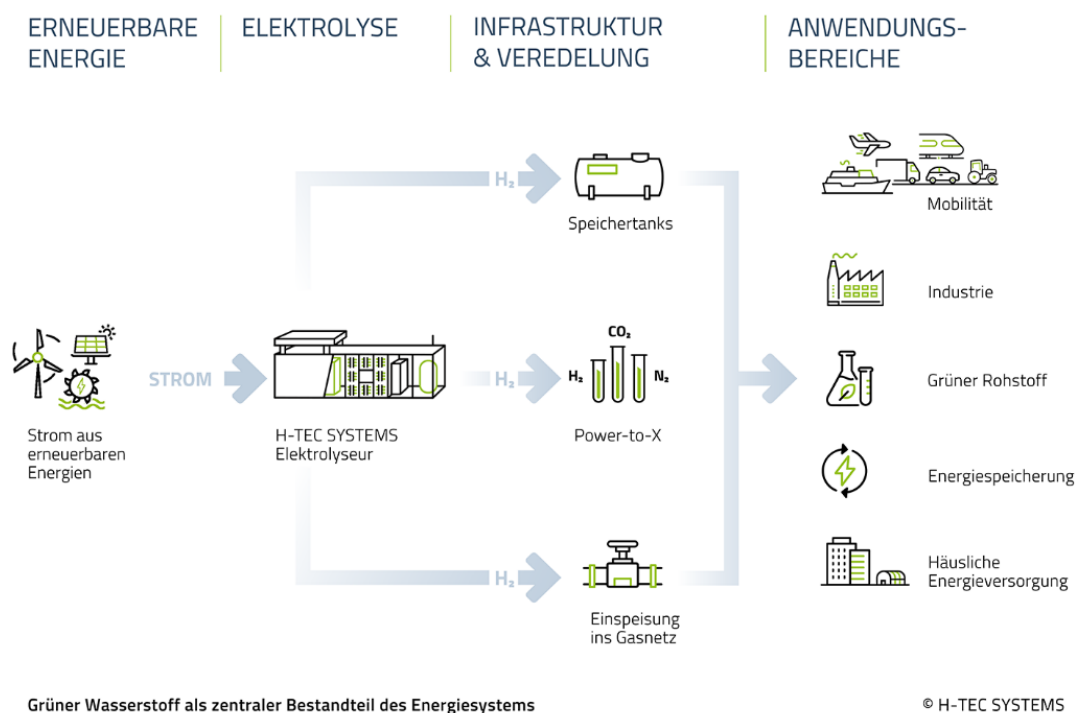 ERNEUERBARE
ENERGIE
ELEKTROLYSE
INFRASTRUKTUR
& VEREDELUNG
ANWENDUNGS-
BEREICHE
H₂
Speichertanks
Mobilität
Industrie
STROM
Strom aus
erneuerbaren
Energien
H-TEC SYSTEMS
Elektrolyseur
H₂
CO₂
H₂
N₂
Power-to-X
Grüner Rohstoff
Energiespeicherung
H₂
Einspeisung
ins Gasnetz
Häusliche
Energieversorgung
Grüner Wasserstoff als zentraler Bestandteil des Energiesystems
© H-TEC SYSTEMS